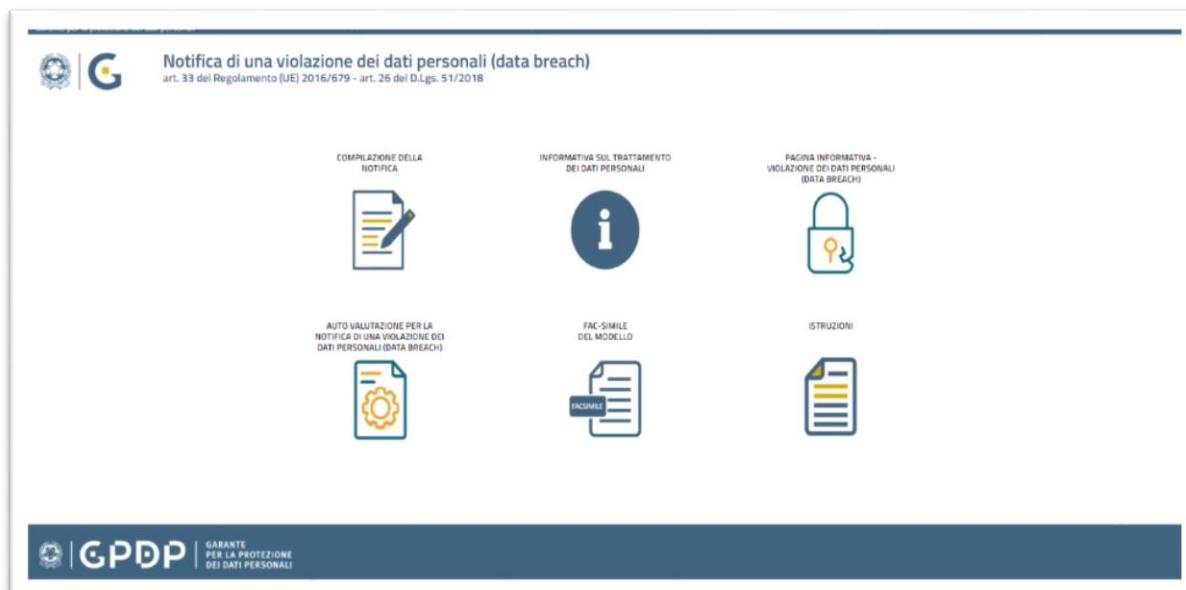 Notifica di una violazione dei dati personali (data breach)
art. 33 del Regolamento (UE) 2016/679 - art. 26 del D.Lgs. 51/2018
COMPILAZIONE DELLA
NOTIFICA
INFORMATIVA SUL TRATTAMENTO
DEI DATI PERSONALI
PAGINA INFORMATIVA -
VIOLAZIONE DEI DATI PERSONALI
(DATA BREACH)
AUTO VALUTAZIONE PER LA
NOTIFICA DI UNA VIOLAZIONE DEI
DATI PERSONALI (DATA BREACH)
FAC-SIMILE
DEL MODELLO
FACSIMILE
ISTRUZIONI
GPDP
GARANTE
PER LA PROTEZIONE
DEI DATI PERSONALI